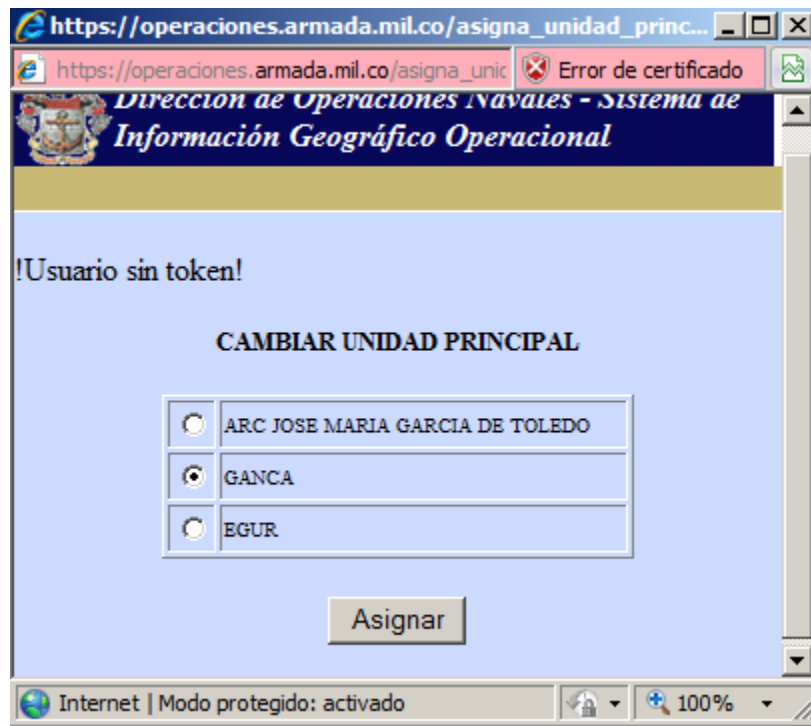 https://operaciones.armada.mil.co/asigna_unidad_princ...
https://operaciones.armada.mil.co/asigna_unic
Error de certificado
Dirección de Operaciones Navales - Sistema de
Información Geográfico Operacional
!Usuario sin token!
CAMBIAR UNIDAD PRINCIPAL
ARC JOSE MARIA GARCIA DE TOLEDO
GANCA
EGUR
Asignar
Internet | Modo protegido: activado
100%